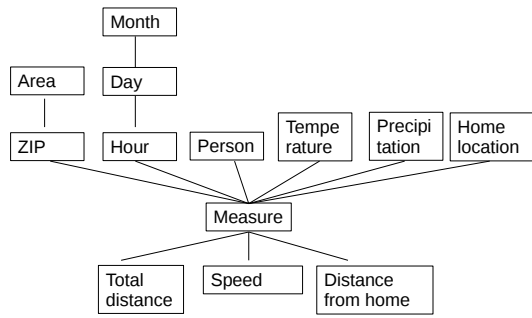 Month
Area
Day
ZIP
Hour
Person
Tempe
rature
Precipi
tation
Home
location
Measure
Total
distance
Speed
Distance
from home